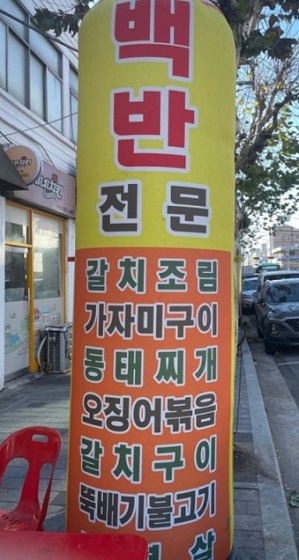 백
반
전문
갈치조림
가자미구이
동태찌개
오징어볶음
갈치구이
뚝배기불고기